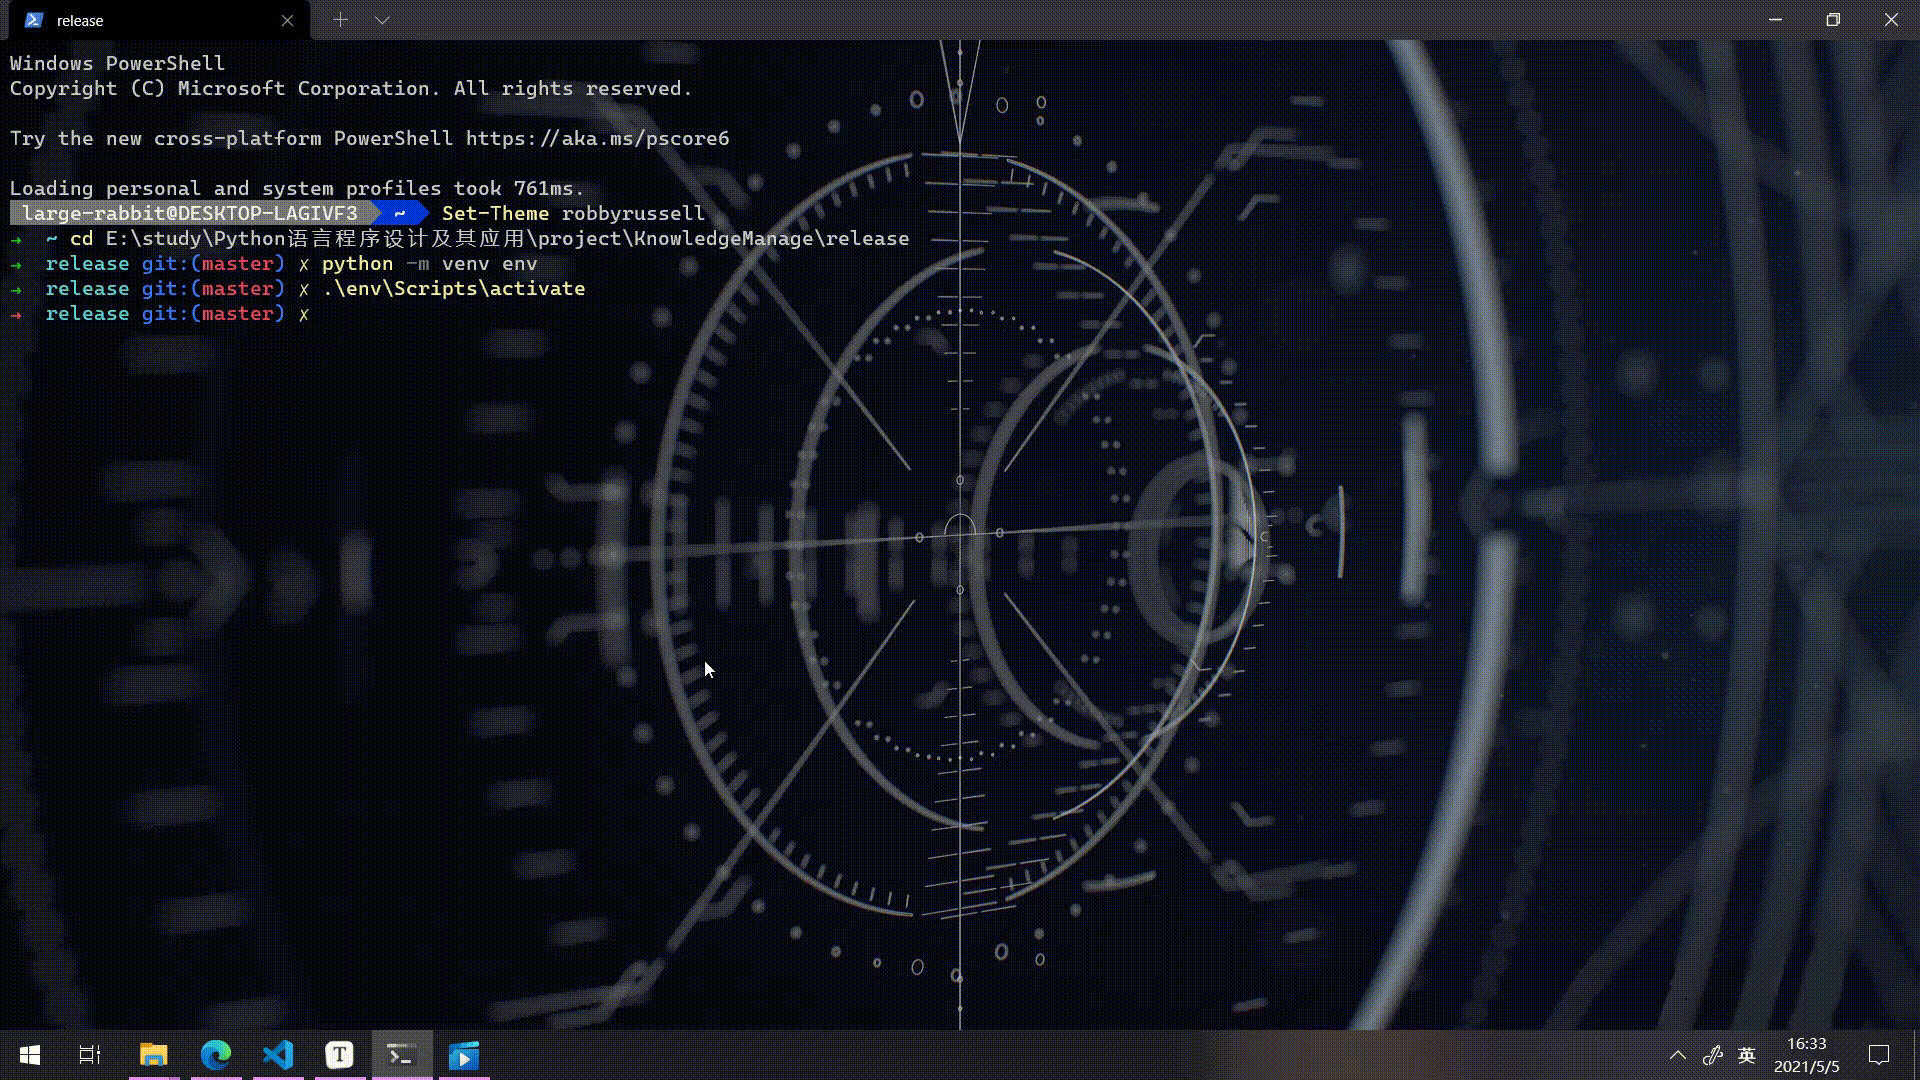 release
Windows PowerShell
Copyright (C) Microsoft Corporation. All rights reserved.
Try the new cross-platform PowerShell https://aka.ms/pscore6
Loading personal and system profiles took 761ms.
large-rabbit@DESKTOP-LAGIVF3 ~ Set-Theme robbyrussell
→ ~ cd E:\study\Python语言程序设计及其应用\project\KnowledgeManage\release
→ release git:(master) ✗ python -m venv env
→ release git:(master) ✗ .\env\Scripts\activate
→ release git:(master) ✗
T
英
16:33
2021/5/5